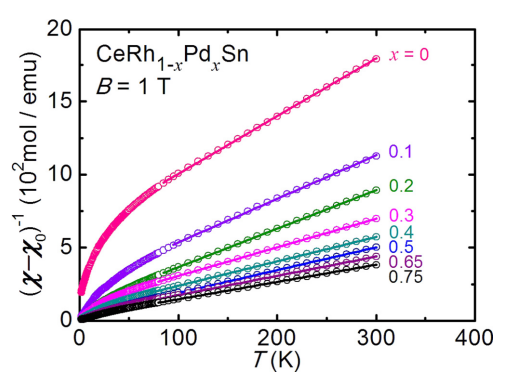 CeRh1-xPdxSn
B = 1 T
(χ−χ0)-1 (10²mol / emu)
20
15
10
5
0
x = 0
0.1
0.2
0.3
0.4
0.5
0.65
0.75
0 100 200 300 400
T (K)